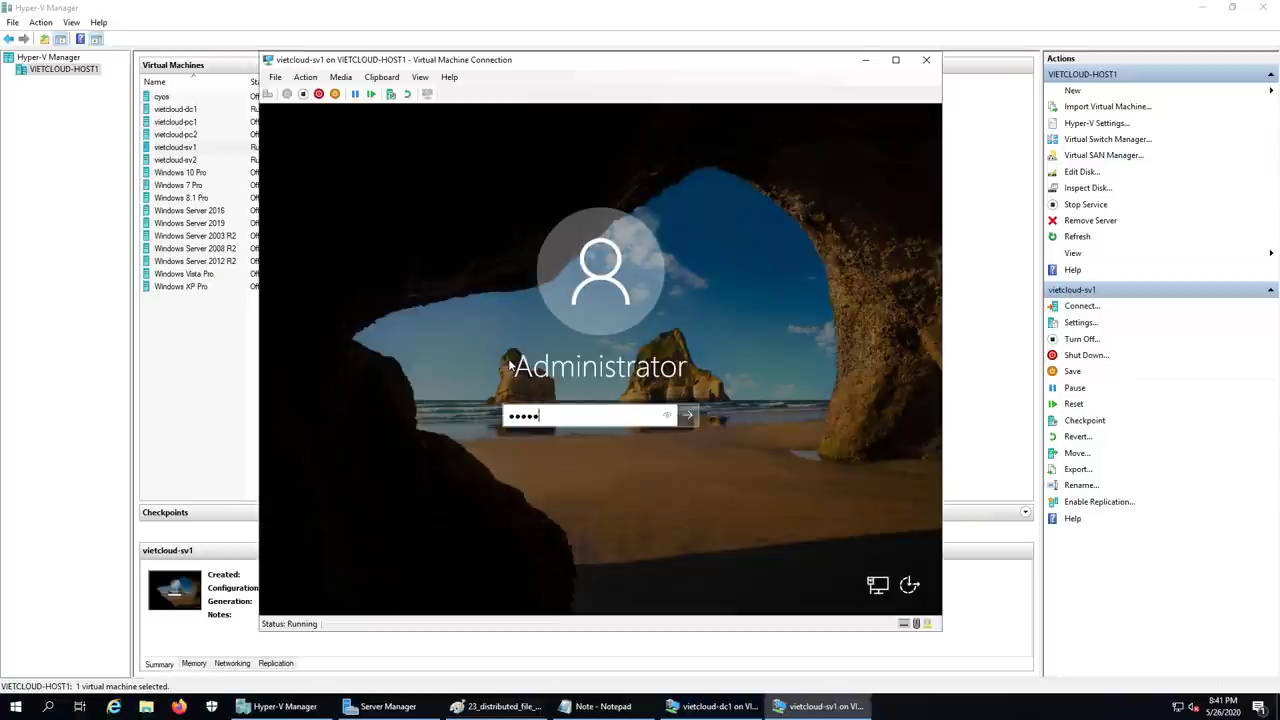 Hyper-V Manager
File Action View Help
Hyper-V Manager
VIETCLOUD-HOST1
Virtual Machines
Name
cyos
vietcloud-dc1
vietcloud-pc1
vietcloud-pc2
vietcloud-sv1
vietcloud-sv2
Windows 10 Pro
Windows 7 Pro
Windows 8.1 Pro
Windows Server 2016
Windows Server 2019
Windows Server 2003 R2
Windows Server 2008 R2
Windows Server 2012 R2
Windows Vista Pro
Windows XP Pro
Checkpoints
vietcloud-sv1
Created:
Configuration
Generation:
Notes:
Summary Memory Networking Replication
VIETCLOUD-HOST1: 1 virtual machine selected.
vietcloud-sv1 on VIETCLOUD-HOST1 - Virtual Machine Connection
File Action Media Clipboard View Help
Administrator
Status: Running
Actions
VIETCLOUD-HOST1
New
Import Virtual Machine...
Hyper-V Settings...
Virtual Switch Manager...
Virtual SAN Manager...
Edit Disk...
Inspect Disk...
Stop Service
Remove Server
Refresh
View
Help
vietcloud-sv1
Connect...
Settings...
Turn Off...
Shut Down...
Save
Pause
Reset
Checkpoint
Revert...
Move...
Export...
Rename...
Enable Replication...
Help
Hyper-V Manager
Server Manager
23_distributed_file_...
Note - Notepad
vietcloud-dc1 on VI...
vietcloud-sv1 on VI...
8:41 PM
5/26/2020